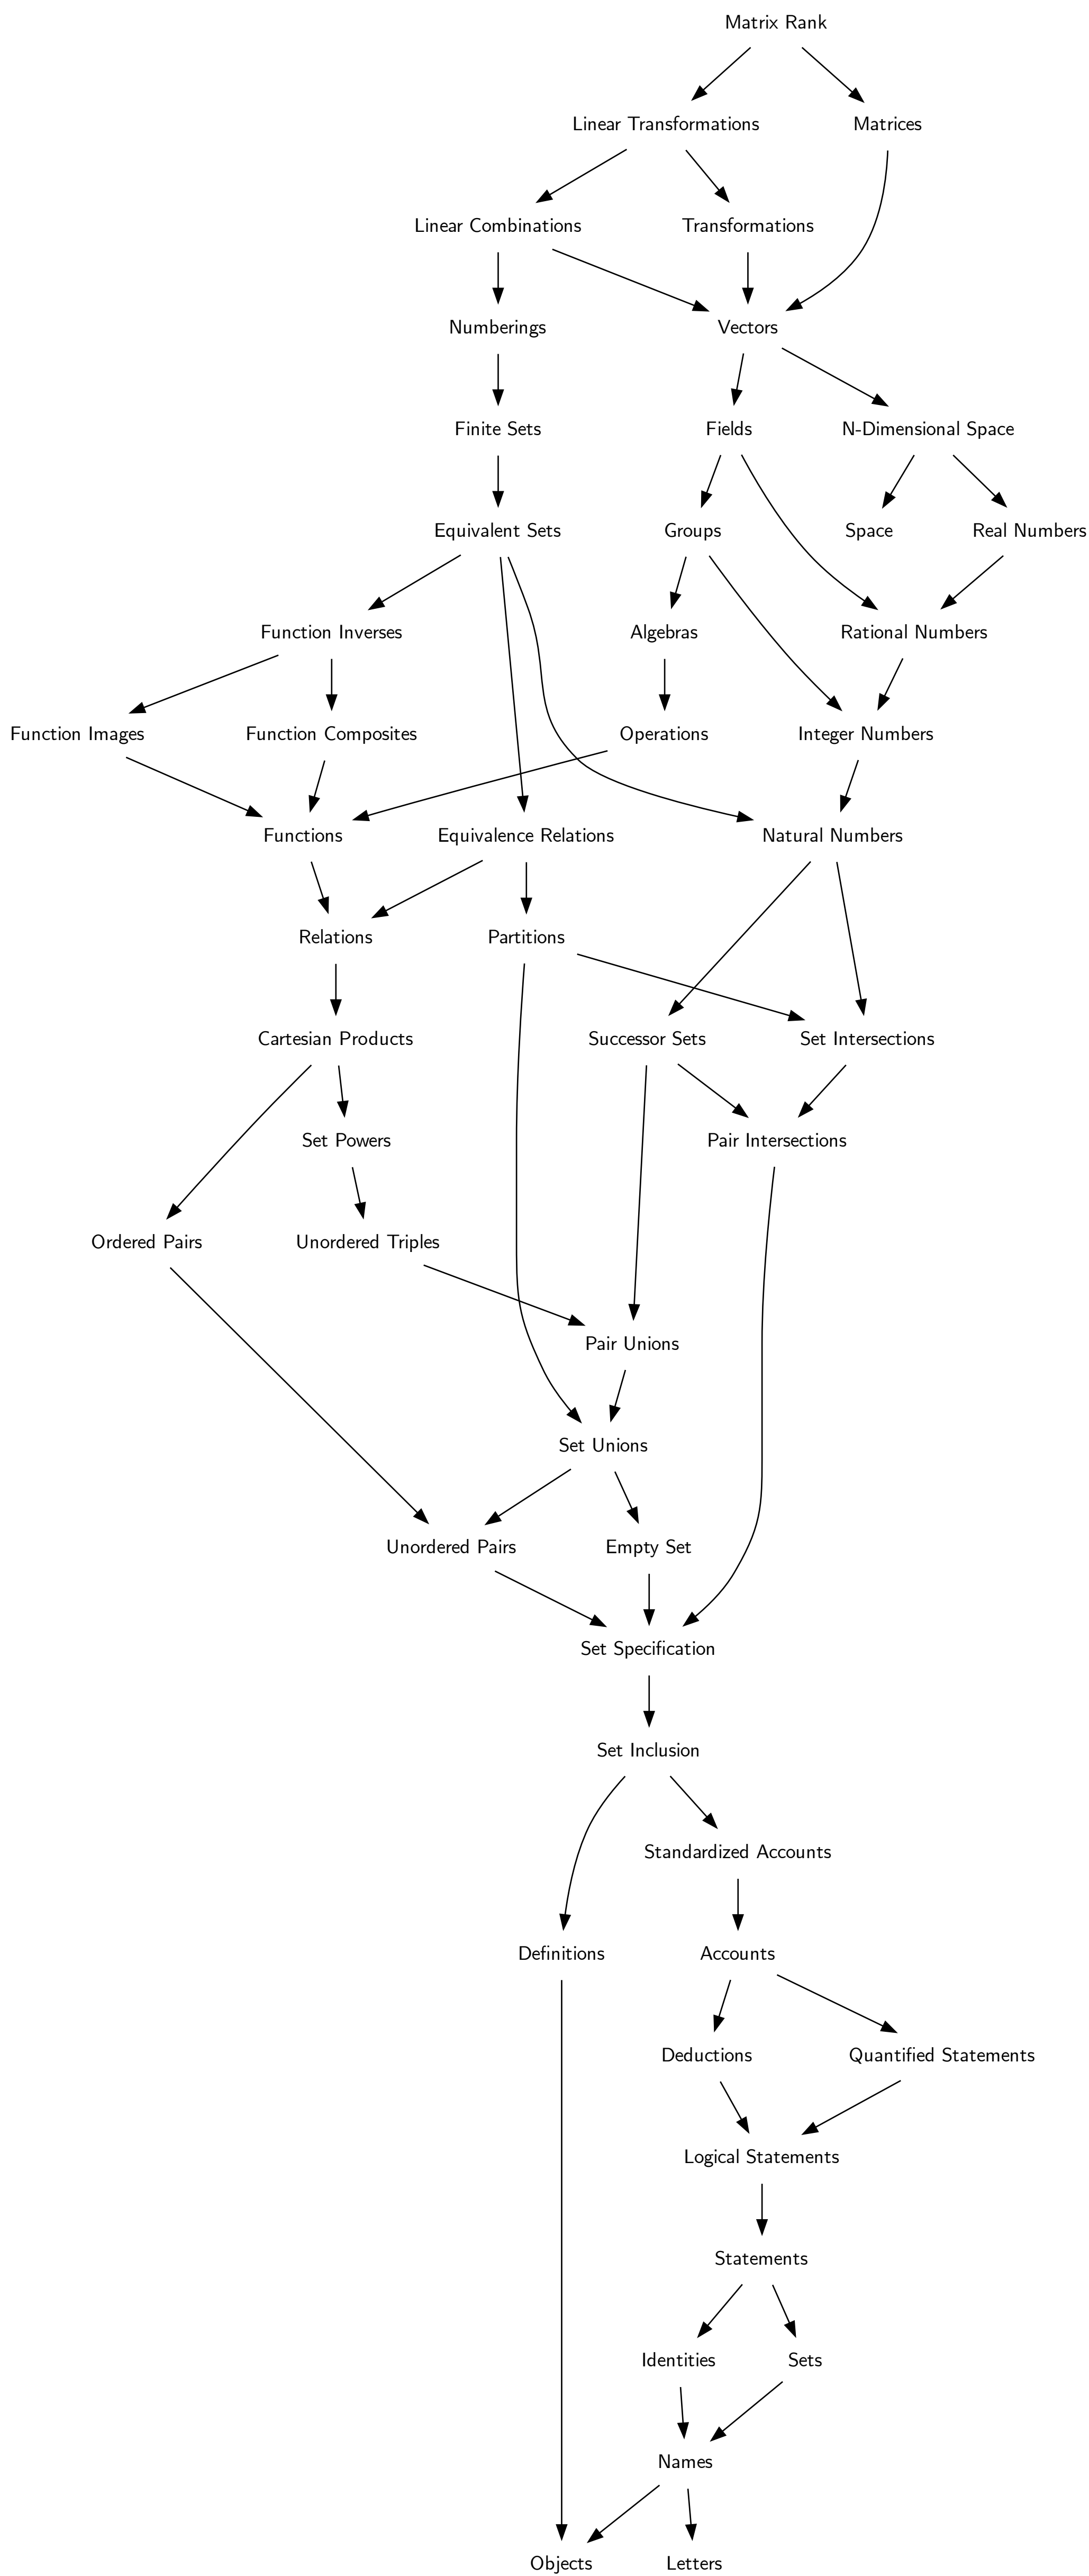 Matrix Rank
Linear Transformations
Matrices
Linear Combinations
Transformations
Numberings
Vectors
Finite Sets
Fields
N-Dimensional Space
Equivalent Sets
Groups
Space
Real Numbers
Function Inverses
Algebras
Rational Numbers
Function Images
Function Composites
Operations
Integer Numbers
Functions
Equivalence Relations
Natural Numbers
Relations
Partitions
Cartesian Products
Successor Sets
Set Intersections
Set Powers
Pair Intersections
Ordered Pairs
Unordered Triples
Pair Unions
Set Unions
Unordered Pairs
Empty Set
Set Specification
Set Inclusion
Standardized Accounts
Definitions
Accounts
Deductions
Quantified Statements
Logical Statements
Statements
Identities
Sets
Names
Objects
Letters